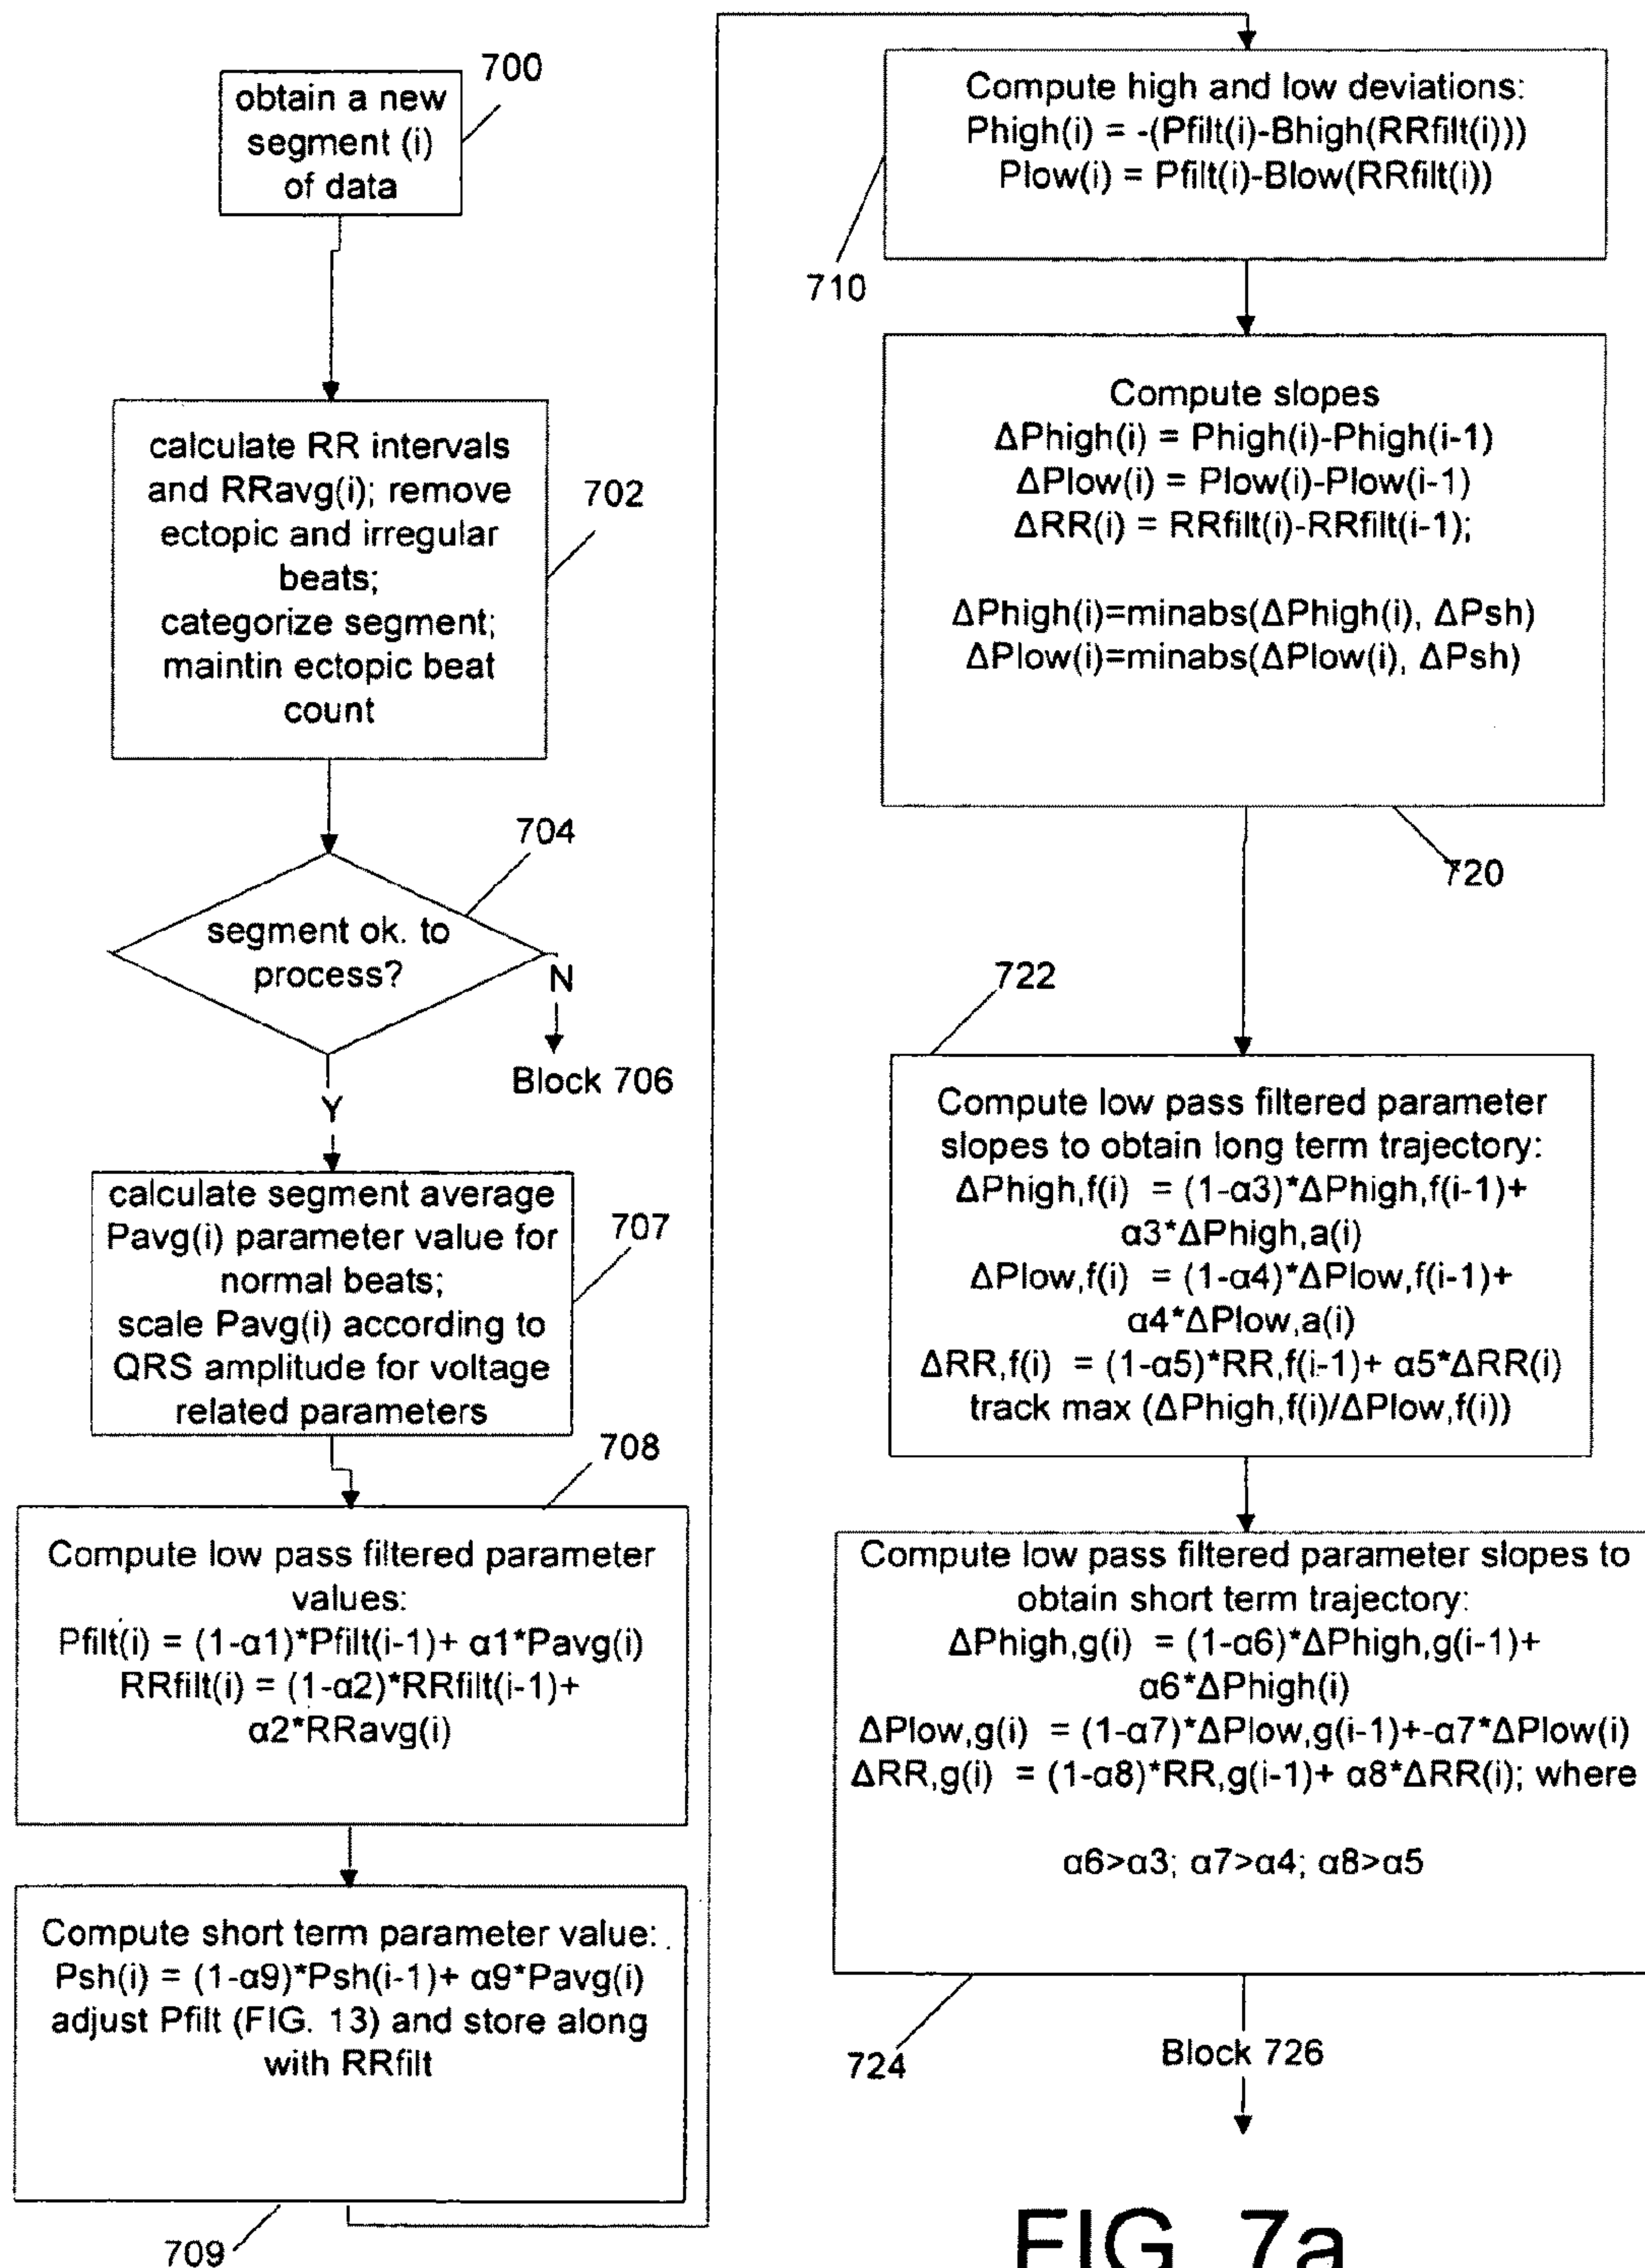 700
obtain a new
segment (i)
of data
calculate RR intervals
and RRavg(i); remove
ectopic and irregular
beats;
categorize segment;
maintin ectopic beat
count
702
704
segment ok. to
process?
N
Block 706
Y
calculate segment average
Pavg(i) parameter value for
normal beats;
scale Pavg(i) according to
QRS amplitude for voltage
related parameters
707
708
Compute low pass filtered parameter
values:
Pfilt(i) = (1-α1)*Pfilt(i-1)+ α1*Pavg(i)
RRfilt(i) = (1-α2)*RRfilt(i-1)+
α2*RRavg(i)
Compute short term parameter value:
Psh(i) = (1-α9)*Psh(i-1)+ α9*Pavg(i)
adjust Pfilt (FIG. 13) and store along
with RRfilt
709
Compute high and low deviations:
Phigh(i) = -(Pfilt(i)-Bhigh(RRfilt(i)))
Plow(i) = Pfilt(i)-Blow(RRfilt(i))
710
Compute slopes
ΔPhigh(i) = Phigh(i)-Phigh(i-1)
ΔPlow(i) = Plow(i)-Plow(i-1)
ΔRR(i) = RRfilt(i)-RRfilt(i-1);
ΔPhigh(i)=minabs(ΔPhigh(i), ΔPsh)
ΔPlow(i)=minabs(ΔPlow(i), ΔPsh)
720
722
Compute low pass filtered parameter
slopes to obtain long term trajectory:
ΔPhigh,f(i) = (1-α3)*ΔPhigh,f(i-1)+
α3*ΔPhigh,a(i)
ΔPlow,f(i) = (1-α4)*ΔPlow,f(i-1)+
α4*ΔPlow,a(i)
ΔRR,f(i) = (1-α5)*RR,f(i-1)+ α5*ΔRR(i)
track max (ΔPhigh,f(i)/ΔPlow,f(i))
Compute low pass filtered parameter slopes to
obtain short term trajectory:
ΔPhigh,g(i) = (1-α6)*ΔPhigh,g(i-1)+
α6*ΔPhigh(i)
ΔPlow,g(i) = (1-α7)*ΔPlow,g(i-1)+-α7*ΔPlow(i)
ΔRR,g(i) = (1-α8)*RR,g(i-1)+ α8*ΔRR(i); where
α6>α3; α7>α4; α8>α5
724
Block 726
FIG. 7a